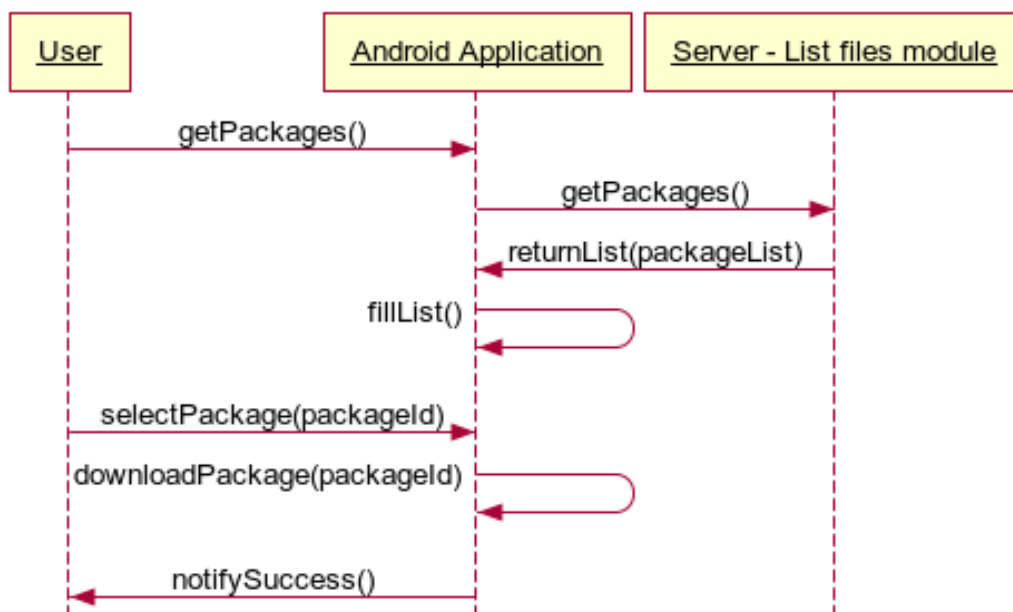 User
Android Application
Server - List files module
getPackages()
getPackages()
returnList(packageList)
fillList()
selectPackage(packageId)
downloadPackage(packageId)
notifySuccess()